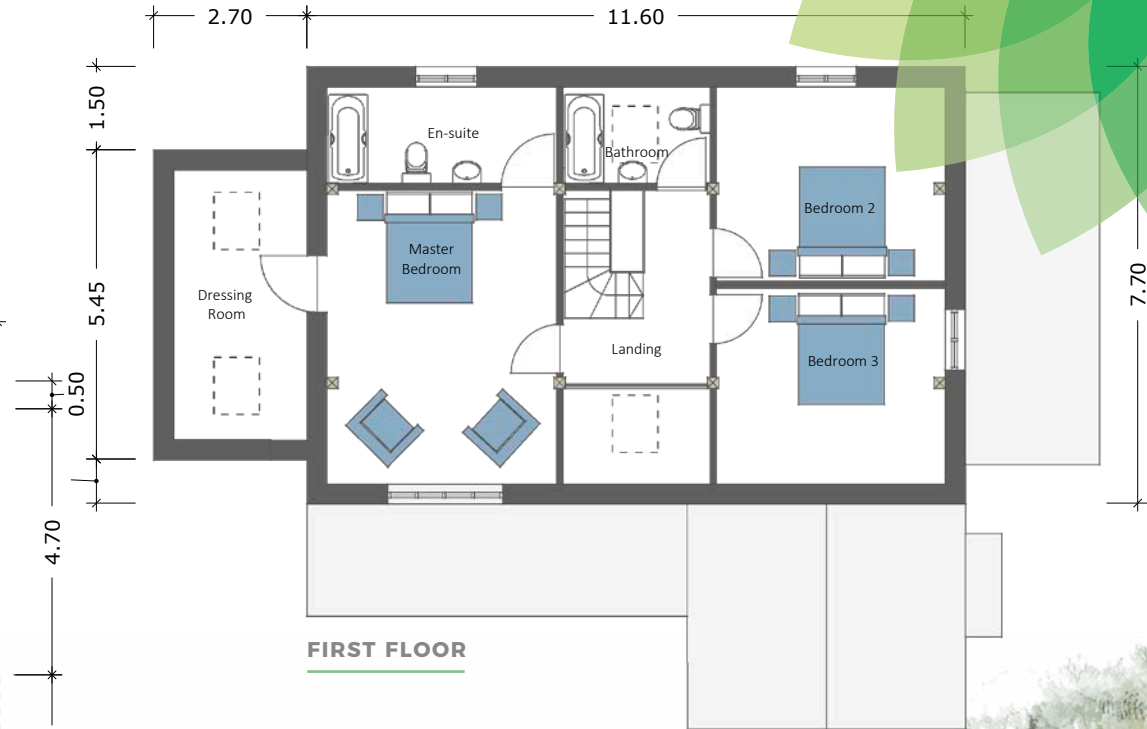 2.70
11.60
1.50
En-suite
Bathroom
Bedroom 2
Master
Bedroom
Dressing
Room
5.45
7.70
Landing
Bedroom 3
0.50
4.70
FIRST FLOOR